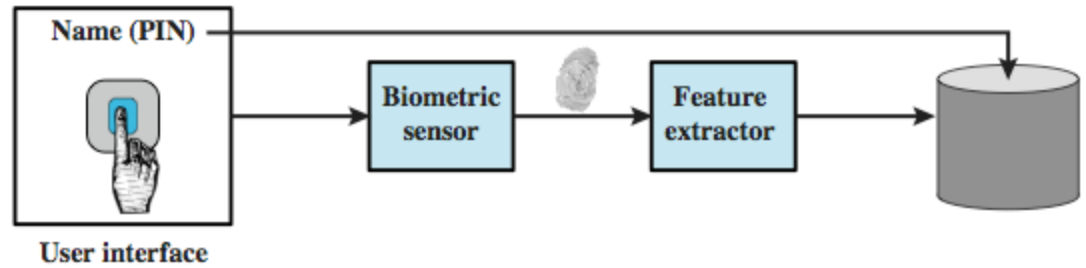 Name (PIN)
Biometric
sensor
Feature
extractor
User interface